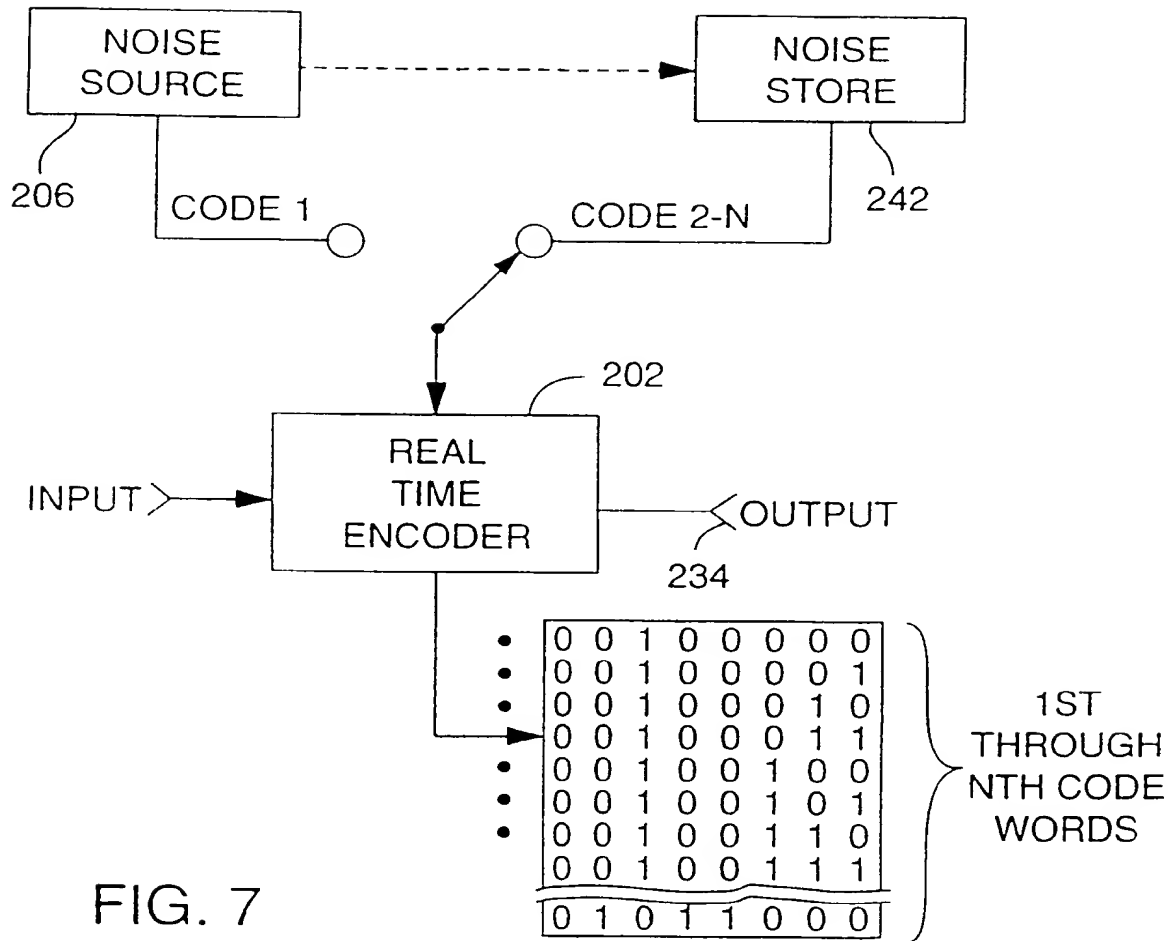 NOISE
SOURCE
NOISE
STORE
206
242
CODE 1
CODE 2-N
202
REAL
TIME
ENCODER
INPUT
OUTPUT
234
0 0 1 0 0 0 0 0
0 0 1 0 0 0 0 1
0 0 1 0 0 0 1 0
0 0 1 0 0 0 1 1
0 0 1 0 0 1 0 0
0 0 1 0 0 1 0 1
0 0 1 0 0 1 1 0
0 0 1 0 0 1 1 1
0 1 0 1 1 0 0 0
1ST
THROUGH
NTH CODE
WORDS
FIG. 7